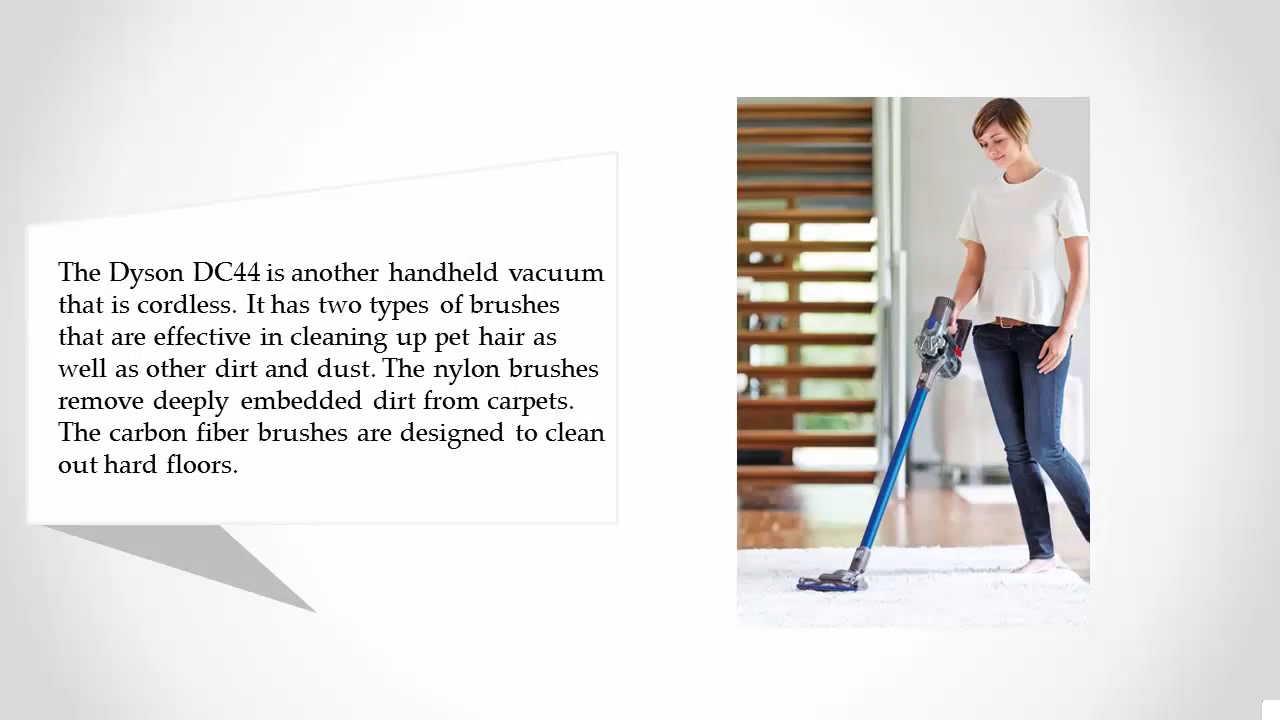 The Dyson DC44 is another handheld vacuum
that is cordless. It has two types of brushes
that are effective in cleaning up pet hair as
well as other dirt and dust. The nylon brushes
remove deeply embedded dirt from carpets.
The carbon fiber brushes are designed to clean
out hard floors.